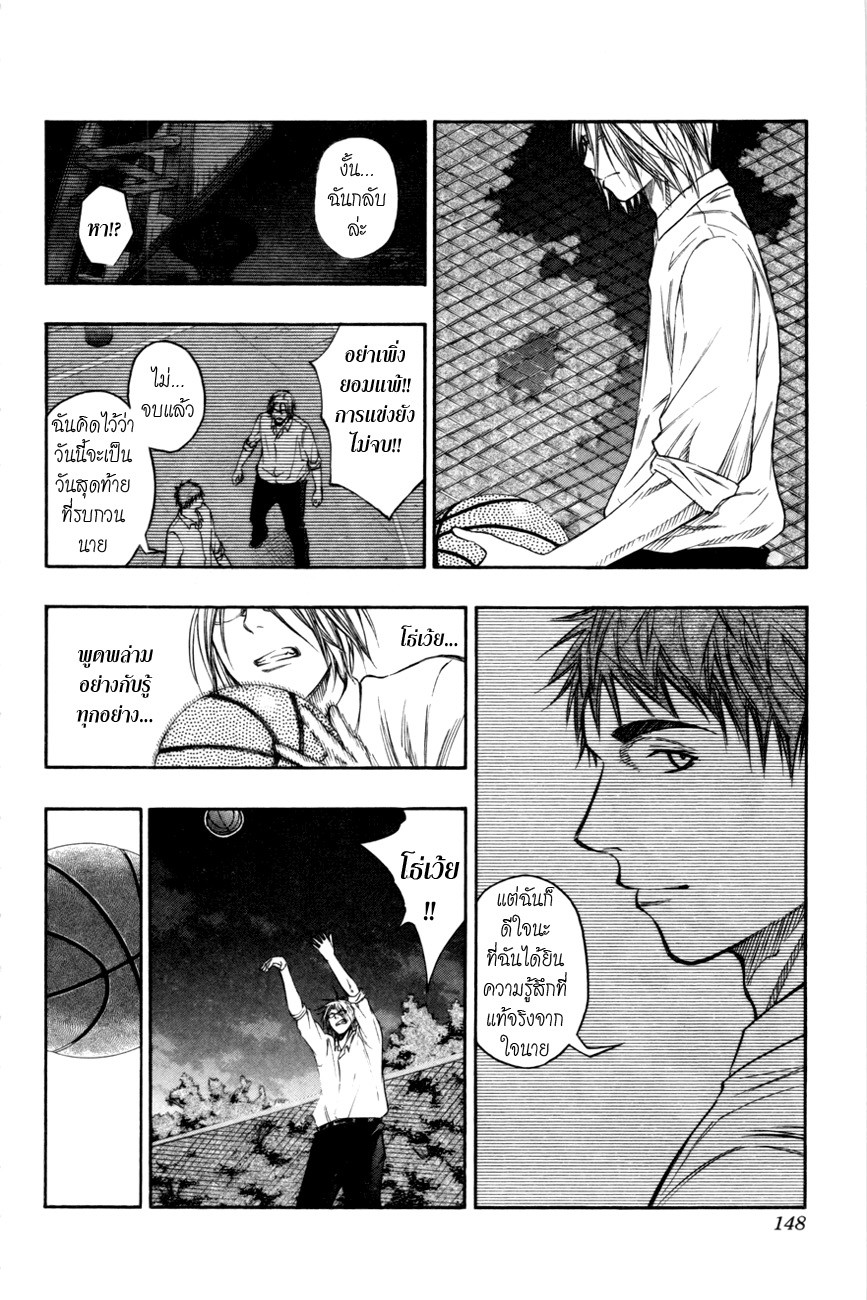 งั้น...
ฉันกลับ
ล่ะ
หา!?
อย่าเพิ่ง
ยอมแพ้!!
การแข่งยัง
ไม่จบ!!
ไม่...
จบแล้ว
ฉันคิดไว้ว่า
วันนี้จะเป็น
วันสุดท้าย
ที่รบกวน
นาย
แต่ฉันก็
ดีใจนะ
ที่ฉันได้ยิน
ความรู้สึกที่
แท้จริงจาก
ใจนาย
โธ่เว้ย...
พูดพล่าม
อย่างกับรู้
ทุกอย่าง...
โธ่เว้ย
!!
148